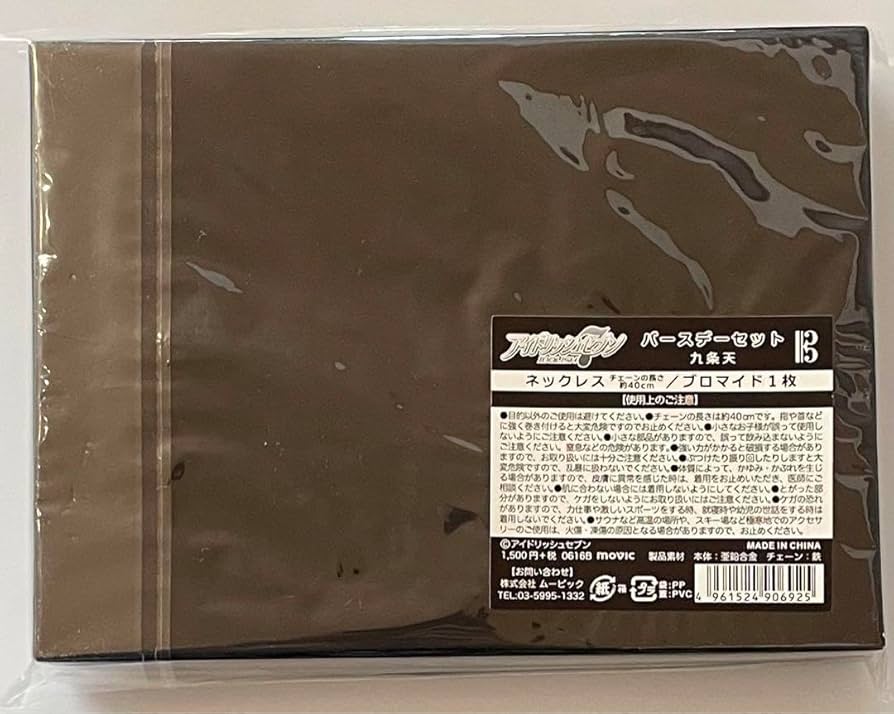 アイドリッシュセブン
バースデーセット
九条天
ネックレス チェーンの長さ約40cm／ブロマイド1枚
【使用上のご注意】
●目的以外のご使用は避けてください。●チェーンの長さは約40cmです。指や首など
に強く巻き付けると大変危険ですのでお止めください。●小さなお子様が誤って使用し
ないようにご注意ください。●小さな部品がありますので、誤って飲み込まないように
ご注意ください。窒息などの危険があります。●強い力がかかると破損する場合があり
ますので、お取り扱いには十分ご注意ください。●ぶつけたり振り回したりしますと大
変危険ですので、乱暴に扱わないでください。●体質によって、かゆみ・かぶれを生じ
る場合がありますので、皮膚に異常を感じた時は、着用をお止めいただき、医師にご
相談ください。●肌に合わない場合には着用しないようにしてください。●とがった部
分がありますので、ケガをしないようにお取り扱いにはご注意ください。●ケガの恐れ
がありますので、力仕事や激しいスポーツをする時、就寝時や幼児の世話をする時は
着用しないでください。●サウナなど高温の場所や、スキー場など極寒地でのアクセサ
リーのご使用は、火傷・凍傷の原因となる場合がありますので、お止めください。
©アイドリッシュセブン MADE IN CHINA
1,500円+税 0616B movic 製品素材 本体：亜鉛合金 チェーン：鉄
【お問い合わせ】
株式会社 ムービック
TEL:03-5995-1332
紙 箱 プラ 袋:PP
蓋:PVC
4 961524 906925